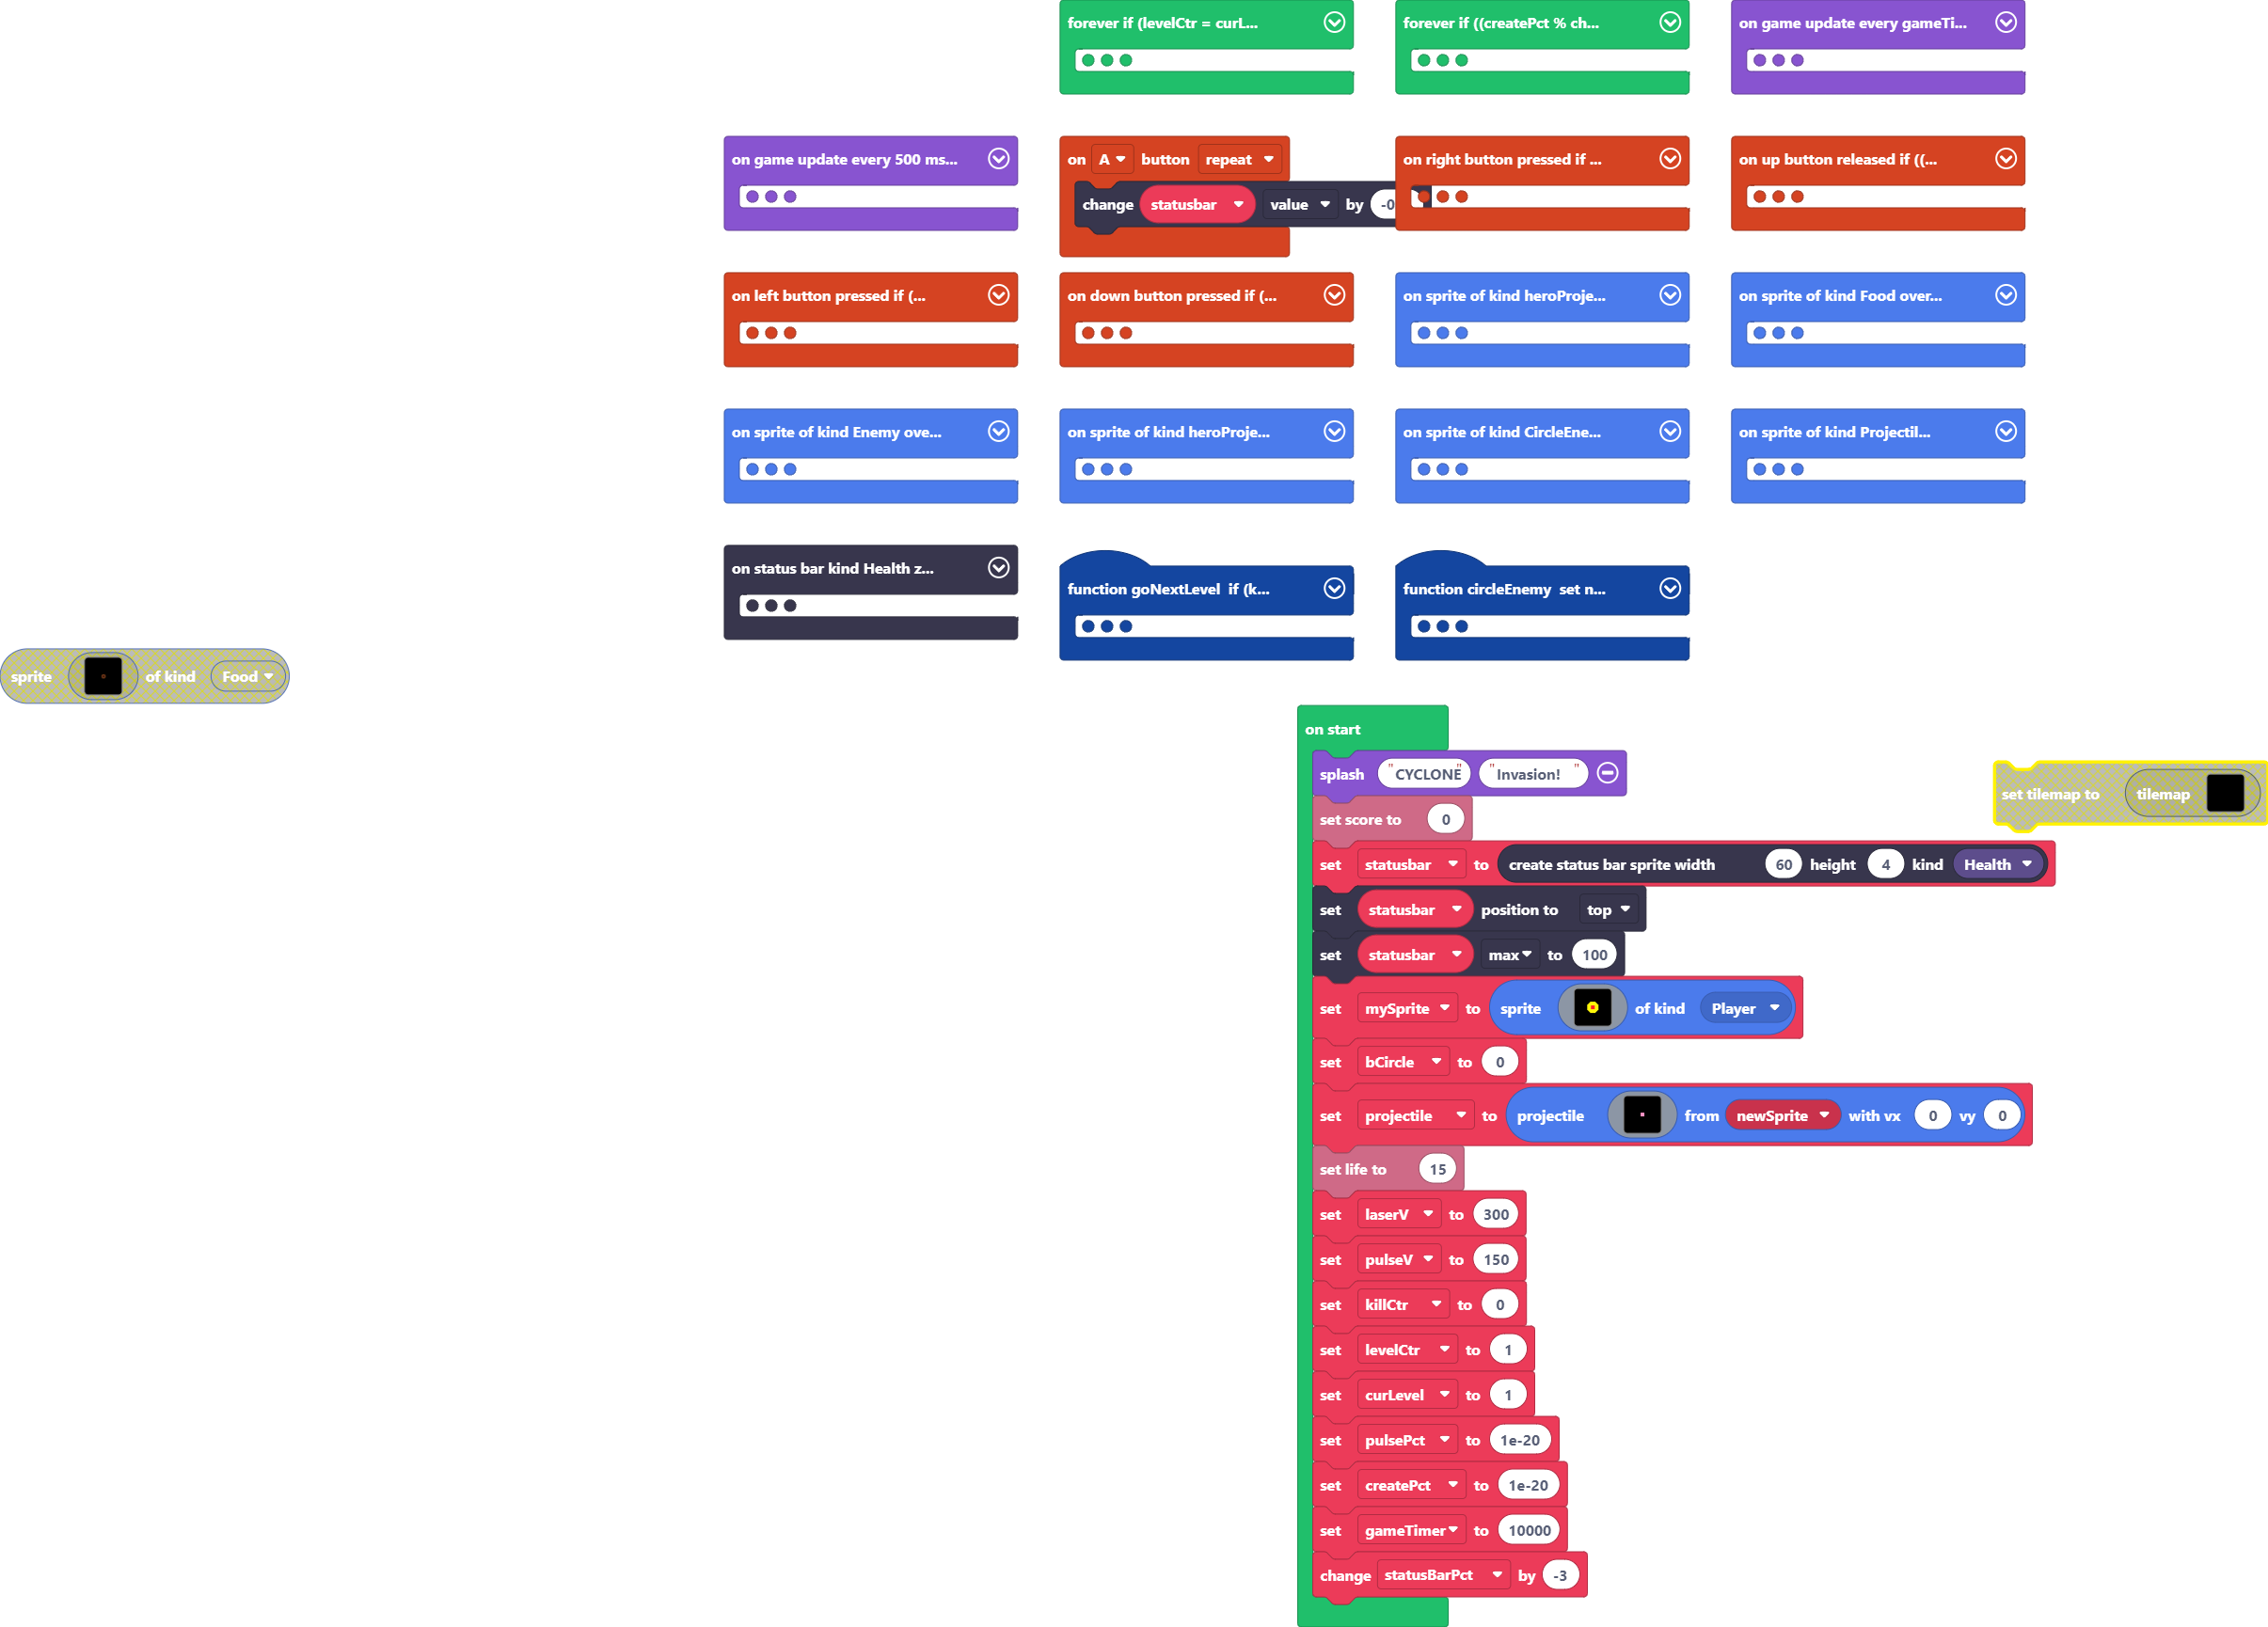 forever if (levelCtr = curL...
forever if ((createPct % ch...
on game update every gameTi...
on game update every 500 ms...
on A button repeat
change statusbar value by -0
on right button pressed if ...
on up button released if ((...
on left button pressed if (...
on down button pressed if (...
on sprite of kind heroProje...
on sprite of kind Food over...
on sprite of kind Enemy ove...
on sprite of kind heroProje...
on sprite of kind CircleEne...
on sprite of kind Projectil...
on status bar kind Health z...
function goNextLevel if (k...
function circleEnemy set n...
sprite of kind Food
on start
splash "CYCLONE" "Invasion! "
set tilemap to tilemap
set score to 0
set statusbar to create status bar sprite width 60 height 4 kind Health
set statusbar position to top
set statusbar max to 100
set mySprite to sprite of kind Player
set bCircle to 0
set projectile to projectile from newSprite with vx 0 vy 0
set life to 15
set laserV to 300
set pulseV to 150
set killCtr to 0
set levelCtr to 1
set curLevel to 1
set pulsePct to 1e-20
set createPct to 1e-20
set gameTimer to 10000
change statusBarPct by -3